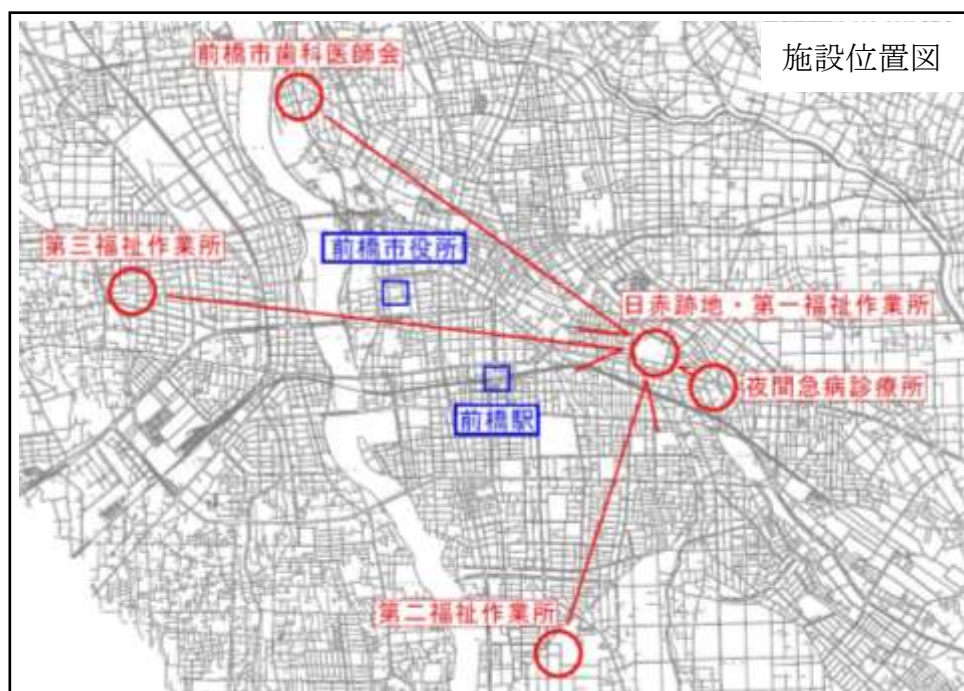 施設位置図
前橋市歯科医師会
第三福祉作業所
前橋市役所
日赤跡地・第一福祉作業所
夜間急病診療所
前橋駅
第二福祉作業所